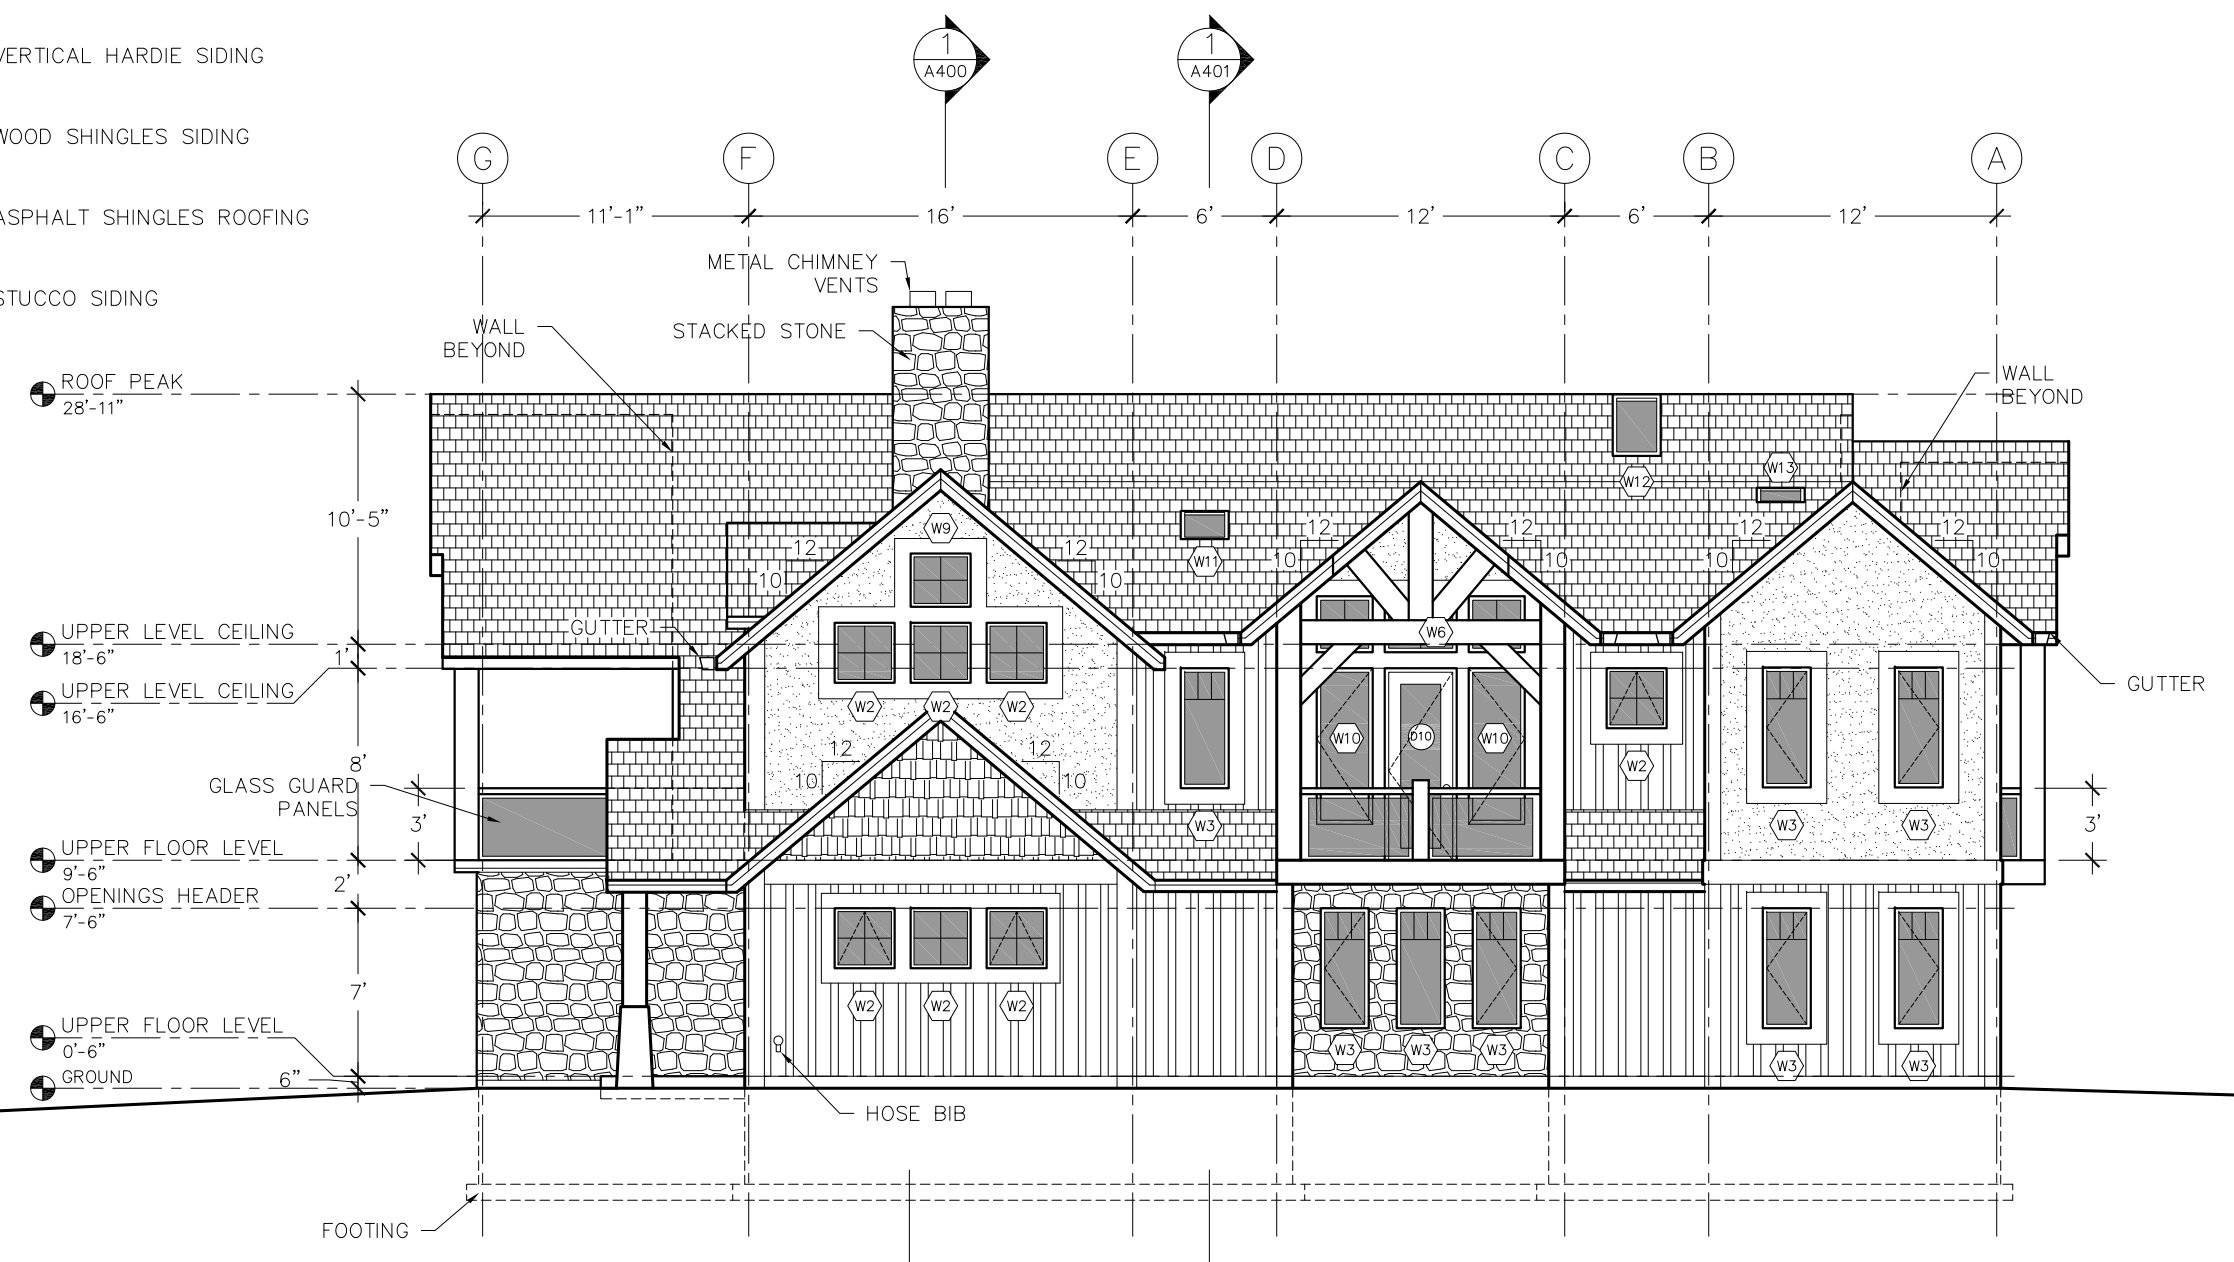 VERTICAL HARDIE SIDING
WOOD SHINGLES SIDING
ASPHALT SHINGLES ROOFING
STUCCO SIDING
1
A400
1
A401
G
F
E
D
C
B
A
11'-1"
16'
6'
12'
6'
12'
METAL CHIMNEY
VENTS
STACKED STONE
WALL
BEYOND
WALL
BEYOND
ROOF PEAK
28'-11"
10'-5"
UPPER LEVEL CEILING
18'-6"
1'
UPPER LEVEL CEILING
16'-6"
8'
GLASS GUARD
PANELS
3'
UPPER FLOOR LEVEL
9'-6"
2'
OPENINGS HEADER
7'-6"
7'
UPPER FLOOR LEVEL
0'-6"
6"
GROUND
GUTTER
GUTTER
3'
W12
W13
W9
W11
12
10
12
10
12
10
12
10
12
10
12
10
W6
W2
W2
W2
12
10
12
10
W10
D10
W10
W2
W3
W3
W3
W2
W2
W2
W3
W3
W3
W3
W3
HOSE BIB
FOOTING